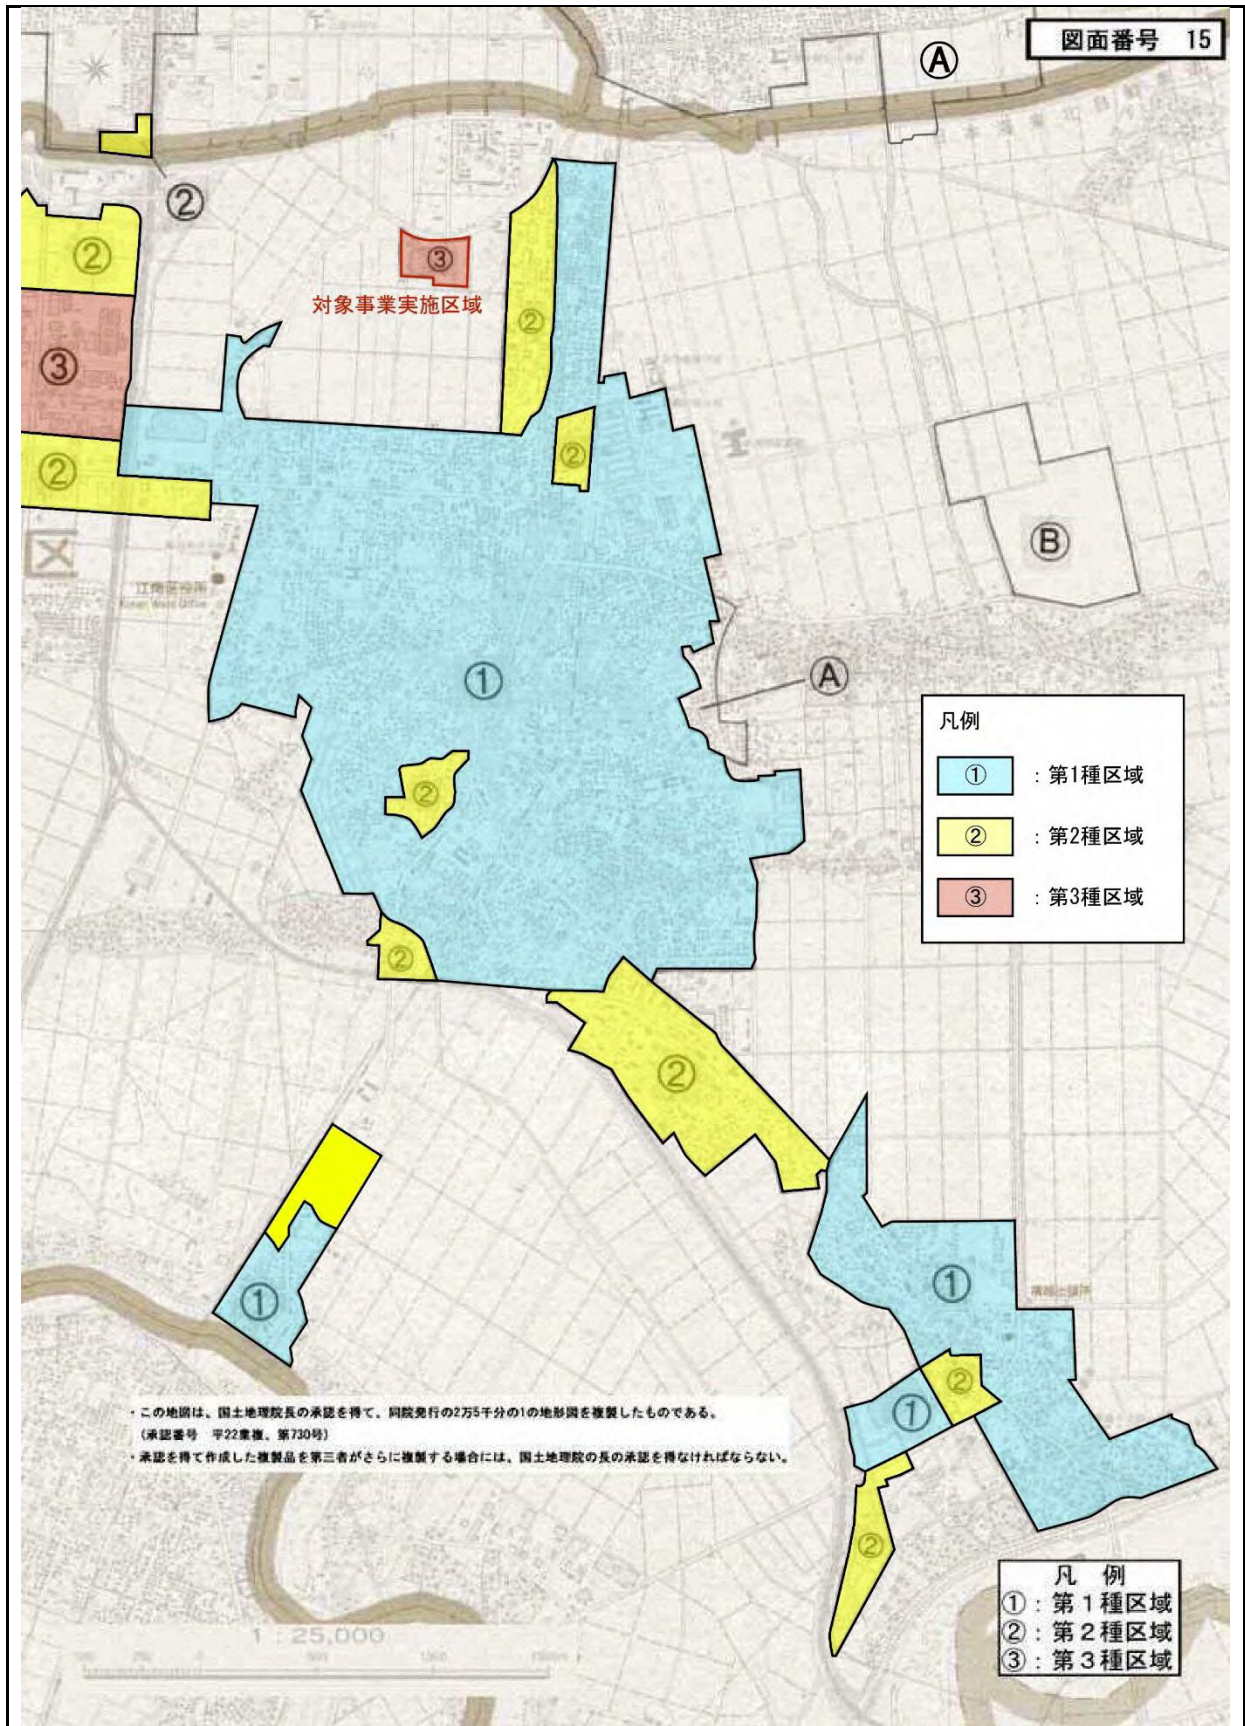 図面番号 15
Ⓐ
②
②
③
対象事業実施区域
②
③
②
②
Ⓑ
江南区役所
①
Ⓐ
凡例
① : 第1種区域
② : 第2種区域
③ : 第3種区域
②
②
②
①
①
②
①
・この地図は、国土地理院長の承認を得て、同院発行の2万5千分の1の地形図を複製したものである。
(承認番号 平22業複、第730号)
・承認を得て作成した複製品を第三者がさらに複製する場合には、国土地理院の長の承認を得なければならない。
②
凡 例
①:第1種区域
②:第2種区域
③:第3種区域
1 : 25,000